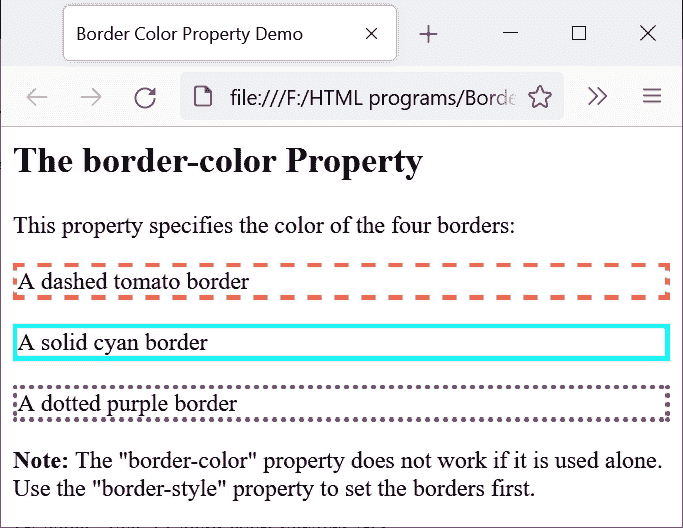 Border Color Property Demo
file:///F:/HTML programs/Borde
The border-color Property
This property specifies the color of the four borders:
A dashed tomato border
A solid cyan border
A dotted purple border
Note: The "border-color" property does not work if it is used alone.
Use the "border-style" property to set the borders first.